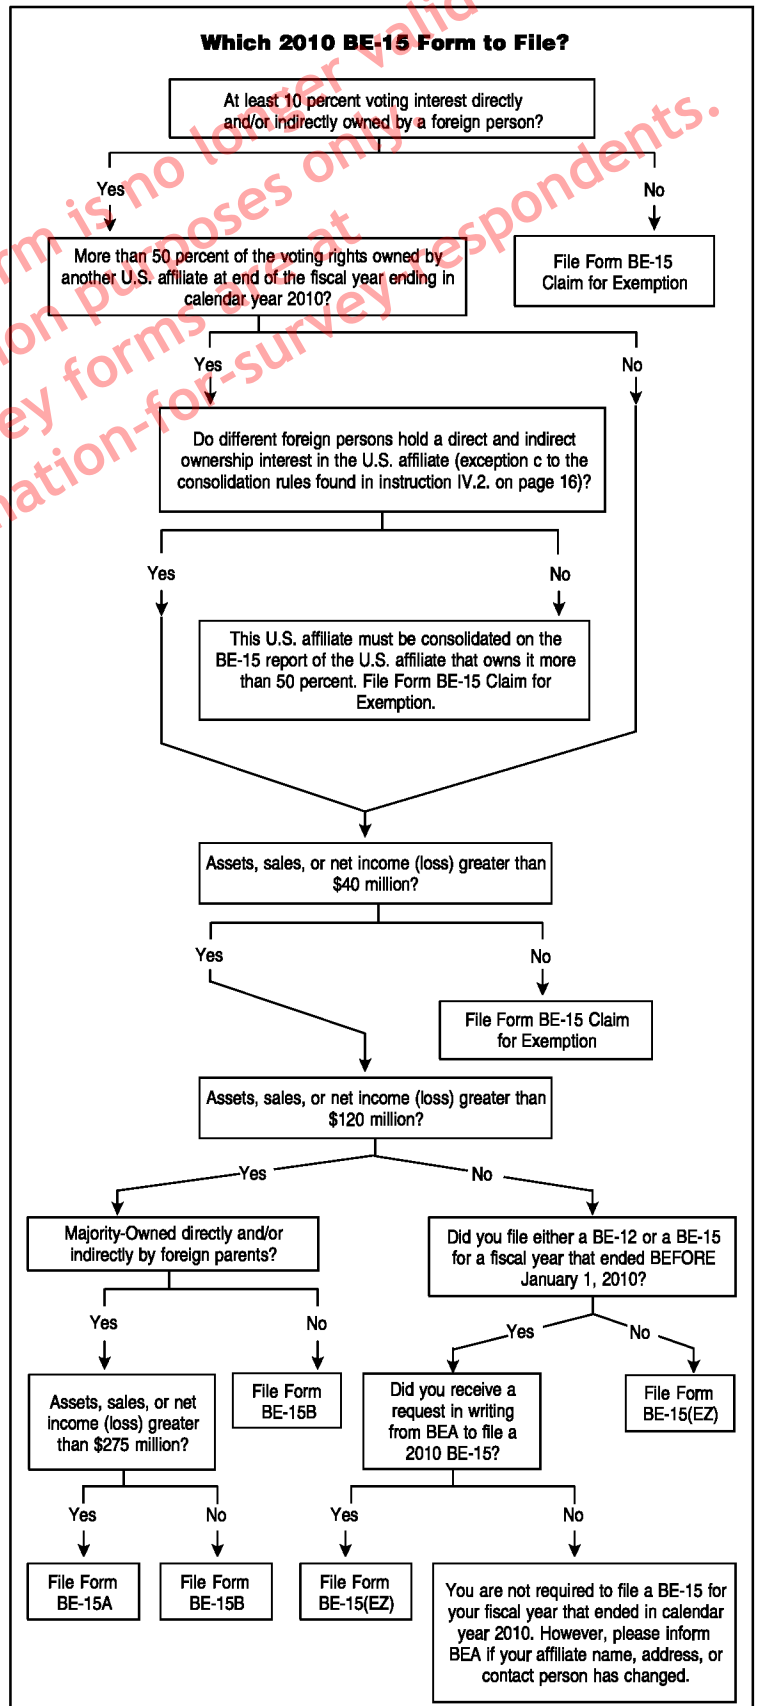 Which 2010 BE-15 Form to File?
At least 10 percent voting interest directly
and/or indirectly owned by a foreign person?
Yes
No
More than 50 percent of the voting rights owned by
another U.S. affiliate at end of the fiscal year ending in
calendar year 2010?
File Form BE-15
Claim for Exemption
Yes
No
Do different foreign persons hold a direct and indirect
ownership interest in the U.S. affiliate (exception c to the
consolidation rules found in instruction IV.2. on page 16)?
Yes
No
This U.S. affiliate must be consolidated on the
BE-15 report of the U.S. affiliate that owns it more
than 50 percent. File Form BE-15 Claim for
Exemption.
Assets, sales, or net income (loss) greater than
$40 million?
Yes
No
File Form BE-15 Claim
for Exemption
Assets, sales, or net income (loss) greater than
$120 million?
Yes
No
Majority-Owned directly and/or
indirectly by foreign parents?
Did you file either a BE-12 or a BE-15
for a fiscal year that ended BEFORE
January 1, 2010?
Yes
No
Yes
No
Assets, sales, or net
income (loss) greater
than $275 million?
File Form
BE-15B
Did you receive a
request in writing
from BEA to file a
2010 BE-15?
File Form
BE-15(EZ)
Yes
No
Yes
No
File Form
BE-15A
File Form
BE-15B
File Form
BE-15(EZ)
You are not required to file a BE-15 for
your fiscal year that ended in calendar
year 2010. However, please inform
BEA if your affiliate name, address, or
contact person has changed.
is no longer valid
purposes only.
forms are at
-for-survey-respondents.